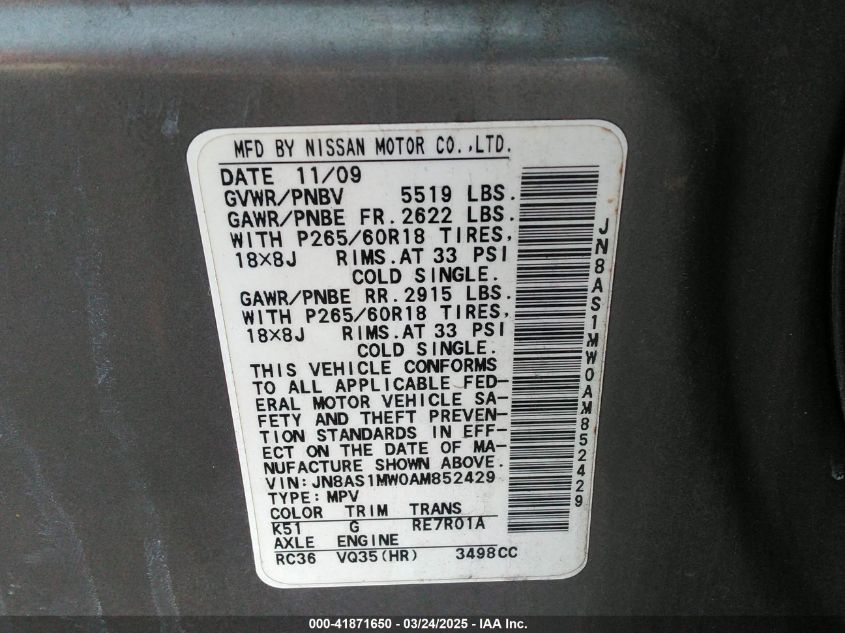 MFD BY NISSAN MOTOR CO.,LTD.
DATE 11/09
GVWR/PNBV 5519 LBS.
GAWR/PNBE FR. 2622 LBS.
WITH P265/60R18 TIRES,
18×8J RIMS.AT 33 PSI
COLD SINGLE.
GAWR/PNBE RR. 2915 LBS.
WITH P265/60R18 TIRES,
18×8J RIMS.AT 33 PSI
COLD SINGLE.
THIS VEHICLE CONFORMS
TO ALL APPLICABLE FED-
ERAL MOTOR VEHICLE SA-
FETY AND THEFT PREVEN-
TION STANDARDS IN EFF-
ECT ON THE DATE OF MA-
NUFACTURE SHOWN ABOVE.
VIN: JN8AS1MW0AM852429
TYPE: MPV
COLOR TRIM TRANS
K51 G RE7R01A
AXLE ENGINE
RC36 VQ35(HR) 3498CC
JN8AS1MW0AM852429
000-41871650 - 03/24/2025 - IAA Inc.